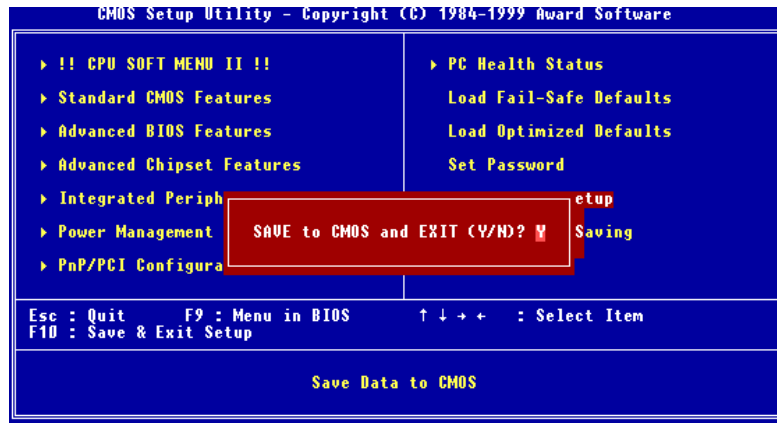 CMOS Setup Utility - Copyright (C) 1984-1999 Award Software
‣ !! CPU SOFT MENU II !!
‣ Standard CMOS Features
‣ Advanced BIOS Features
‣ Advanced Chipset Features
‣ Integrated Periph
‣ Power Management
‣ PnP/PCI Configura
‣ PC Health Status
Load Fail-Safe Defaults
Load Optimized Defaults
Set Password
etup
Saving
SAVE to CMOS and EXIT (Y/N)? Y
Esc : Quit F9 : Menu in BIOS ↑ ↓ → ← : Select Item
F10 : Save & Exit Setup
Save Data to CMOS